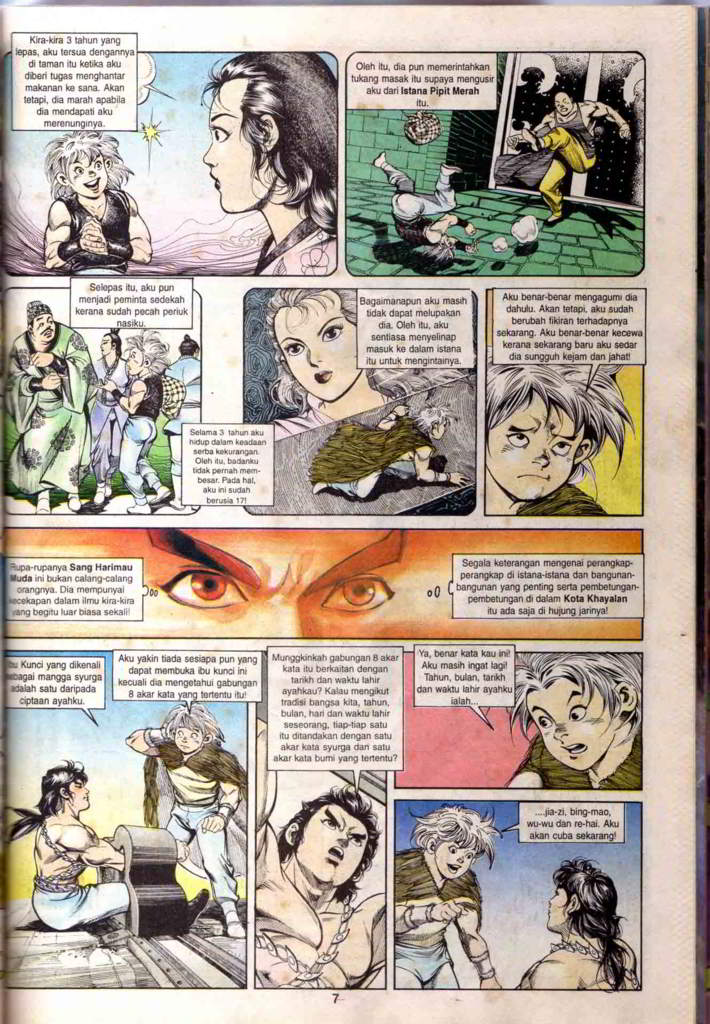 Kira-kira 3 tahun yang
lepas, aku tersua dengannya
di taman itu ketika aku
diberi tugas menghantar
makanan ke sana. Akan
tetapi, dia marah apabila
dia mendapati aku
merenunginya.
Oleh itu, dia pun memerintahkan
tukang masak itu supaya mengusir
aku dari Istana Pipit Merah
itu.
Selepas itu, aku pun
menjadi peminta sedekah
kerana sudah pecah periuk
nasiku.
Selama 3 tahun aku
hidup dalam keadaan
serba kekurangan.
Oleh itu, badanku
tidak pernah mem-
besar. Pada hal,
aku ini sudah
berusia 17!
Bagaimanapun aku masih
tidak dapat melupakan
dia. Oleh itu, aku
sentiasa menyelinap
masuk ke dalam istana
itu untuk mengintainya.
Aku benar-benar mengagumi dia
dahulu. Akan tetapi, aku sudah
berubah fikiran terhadapnya
sekarang. Aku benar-benar kecewa
kerana sekarang baru aku sedar
dia sungguh kejam dan jahat!
Rupa-rupanya Sang Harimau
Muda ini bukan calang-calang
orangnya. Dia mempunyai
kecekapan dalam ilmu kira-kira
yang begitu luar biasa sekali!
Segala keterangan mengenai perangkap-
perangkap di istana-istana dan bangunan-
bangunan yang penting serta pembetungan-
pembetungan di dalam Kota Khayalan
itu ada saja di hujung jarinya!
Kunci yang dikenali
sebagai mangga syurga
adalah satu daripada
ciptaan ayahku.
Aku yakin tiada sesiapa pun yang
dapat membuka ibu kunci ini
kecuali dia mengetahui gabungan
8 akar kata yang tertentu itu!
Mungkinkah gabungan 8 akar
kata itu berkaitan dengan
tarikh dan waktu lahir
ayahkau? Kalau mengikut
tradisi bangsa kita, tahun,
bulan, hari dan waktu lahir
seseorang, tiap-tiap satu
itu ditandakan dengan satu
akar kata syurga dan satu
akar kata bumi yang tertentu?
Ya, benar kata kau ini!
Aku masih ingat lagi!
Tahun, bulan, tarikh
dan waktu lahir ayahku
ialah...
....jia-zi, bing-mao,
wu-wu dan re-hai. Aku
akan cuba sekarang!
7